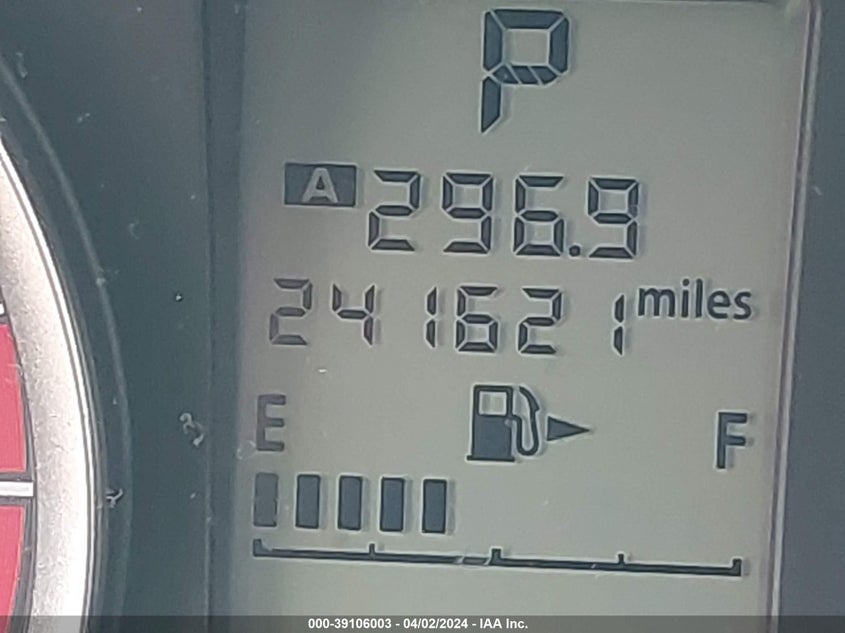 P
A 296.9
241621 miles
E F
000-39106003 - 04/02/2024 - IAA Inc.